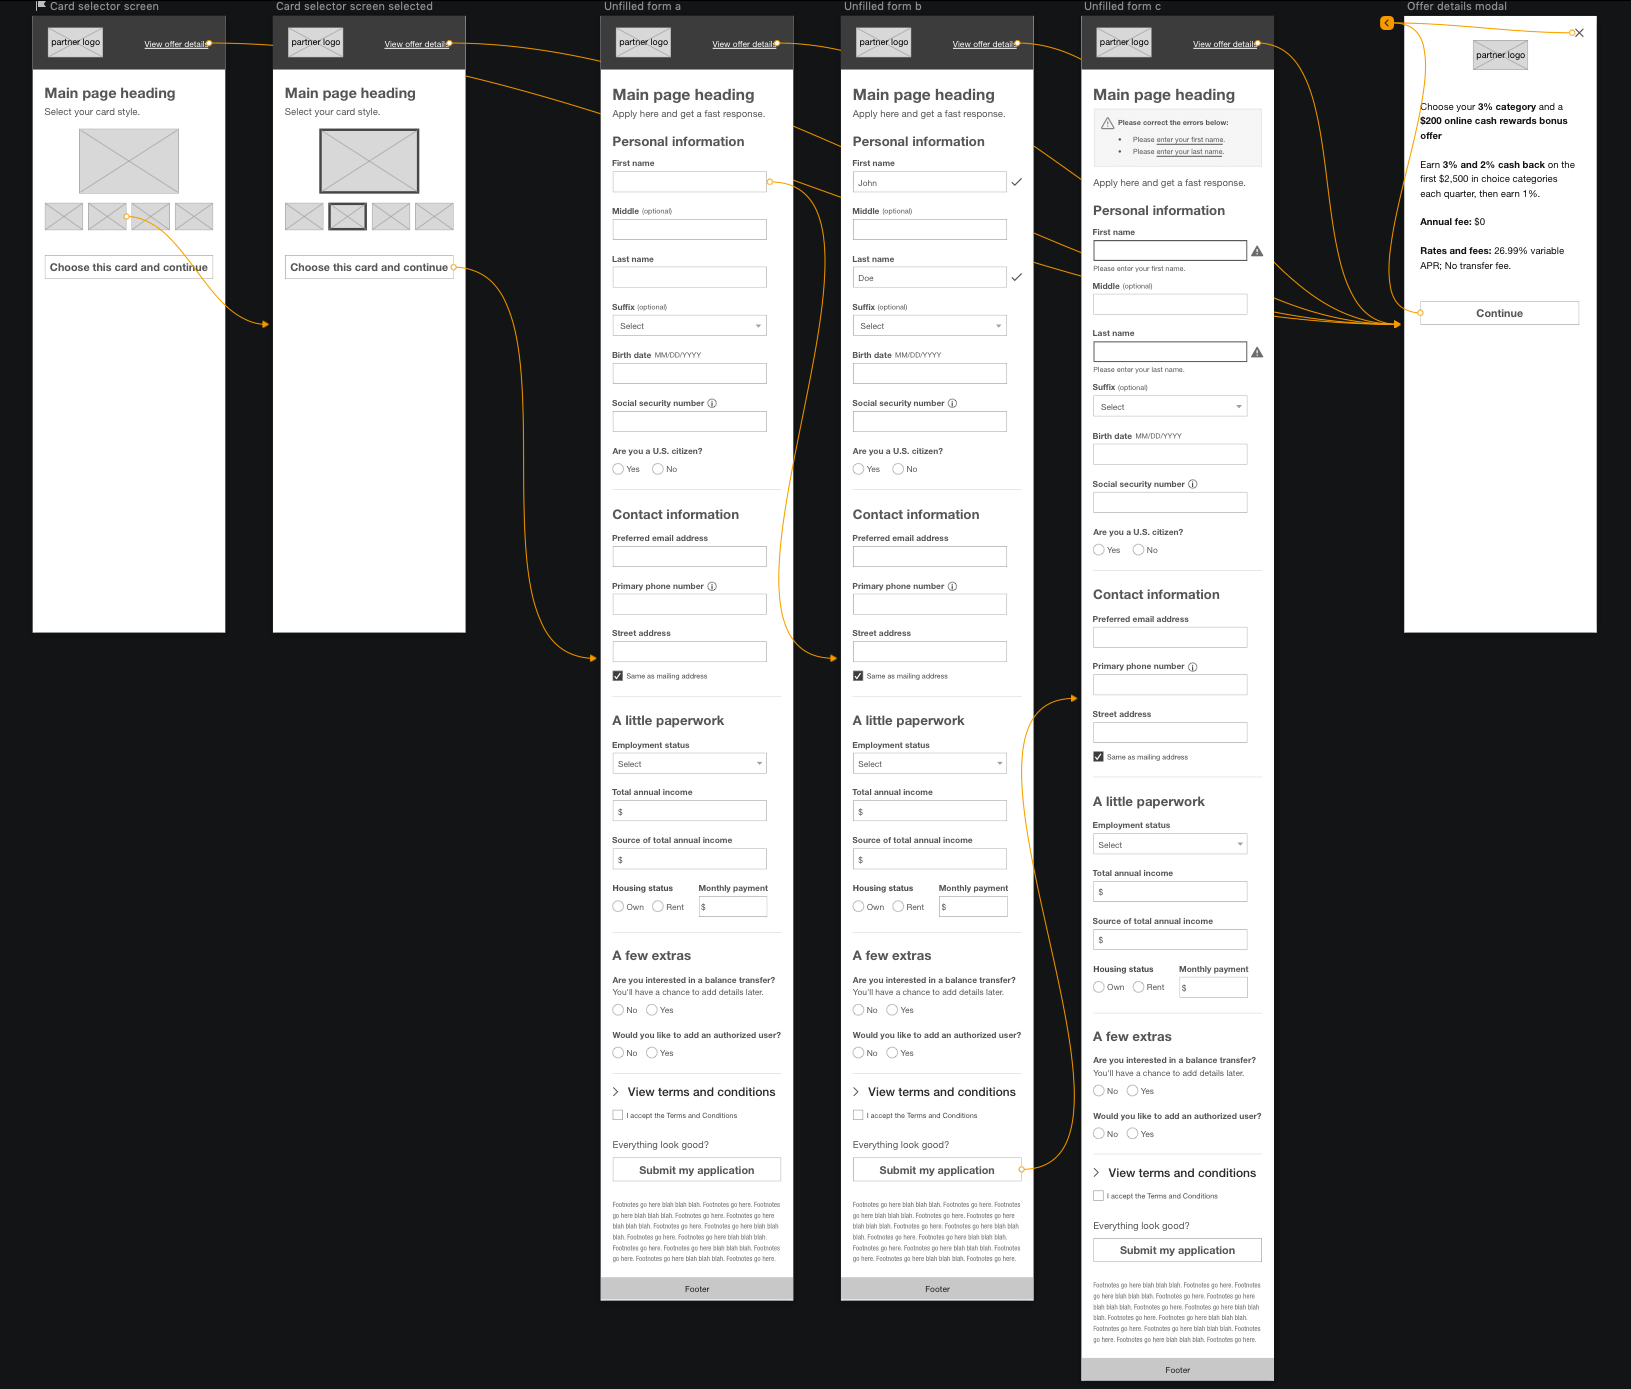 Card selector screen
partner logo
View offer details
Main page heading
Select your card style.
Choose this card and continue
Card selector screen selected
partner logo
View offer details
Main page heading
Select your card style.
Choose this card and continue
Unfilled form a
partner logo
View offer details
Main page heading
Apply here and get a fast response.
Personal information
First name
Middle (optional)
Last name
Suffix (optional)
Select
Birth date MM/DD/YYYY
Social security number
Are you a U.S. citizen?
Yes No
Contact information
Preferred email address
Primary phone number
Street address
Same as mailing address
A little paperwork
Employment status
Select
Total annual income
$
Source of total annual income
$
Housing status Monthly payment
Own Rent $
A few extras
Are you interested in a balance transfer?
You'll have a chance to add details later.
No Yes
Would you like to add an authorized user?
No Yes
View terms and conditions
I accept the Terms and Conditions
Everything look good?
Submit my application
Footnotes go here blah blah blah. Footnotes go here. Footnotes
go here blah blah blah. Footnotes go here. Footnotes go here
blah blah blah. Footnotes go here. Footnotes go here blah blah
blah. Footnotes go here. Footnotes go here blah blah blah.
Footnotes go here. Footnotes go here blah blah blah. Footnotes
go here. Footnotes go here blah blah blah. Footnotes go here.
Footer
Unfilled form b
partner logo
View offer details
Main page heading
Apply here and get a fast response.
Personal information
First name
John
Middle (optional)
Last name
Doe
Suffix (optional)
Select
Birth date MM/DD/YYYY
Social security number
Are you a U.S. citizen?
Yes No
Contact information
Preferred email address
Primary phone number
Street address
Same as mailing address
A little paperwork
Employment status
Select
Total annual income
$
Source of total annual income
$
Housing status Monthly payment
Own Rent $
A few extras
Are you interested in a balance transfer?
You'll have a chance to add details later.
No Yes
Would you like to add an authorized user?
No Yes
View terms and conditions
I accept the Terms and Conditions
Everything look good?
Submit my application
Footnotes go here blah blah blah. Footnotes go here. Footnotes
go here blah blah blah. Footnotes go here. Footnotes go here
blah blah blah. Footnotes go here. Footnotes go here blah blah
blah. Footnotes go here. Footnotes go here blah blah blah.
Footnotes go here. Footnotes go here blah blah blah. Footnotes
go here. Footnotes go here blah blah blah. Footnotes go here.
Footer
Unfilled form c
partner logo
View offer details
Main page heading
Please correct the errors below:
• Please enter your first name.
• Please enter your last name.
Apply here and get a fast response.
Personal information
First name
Please enter your first name.
Middle (optional)
Last name
Please enter your last name.
Suffix (optional)
Select
Birth date MM/DD/YYYY
Social security number
Are you a U.S. citizen?
Yes No
Contact information
Preferred email address
Primary phone number
Street address
Same as mailing address
A little paperwork
Employment status
Select
Total annual income
$
Source of total annual income
$
Housing status Monthly payment
Own Rent $
A few extras
Are you interested in a balance transfer?
You'll have a chance to add details later.
No Yes
Would you like to add an authorized user?
No Yes
View terms and conditions
I accept the Terms and Conditions
Everything look good?
Submit my application
Footnotes go here blah blah blah. Footnotes go here. Footnotes
go here blah blah blah. Footnotes go here. Footnotes go here
blah blah blah. Footnotes go here. Footnotes go here blah blah
blah. Footnotes go here. Footnotes go here blah blah blah.
Footnotes go here. Footnotes go here blah blah blah. Footnotes
go here. Footnotes go here blah blah blah. Footnotes go here.
Footer
Offer details modal
partner logo
Choose your 3% category and a
$200 online cash rewards bonus
offer
Earn 3% and 2% cash back on the
first $2,500 in choice categories
each quarter, then earn 1%.
Annual fee: $0
Rates and fees: 26.99% variable
APR; No transfer fee.
Continue